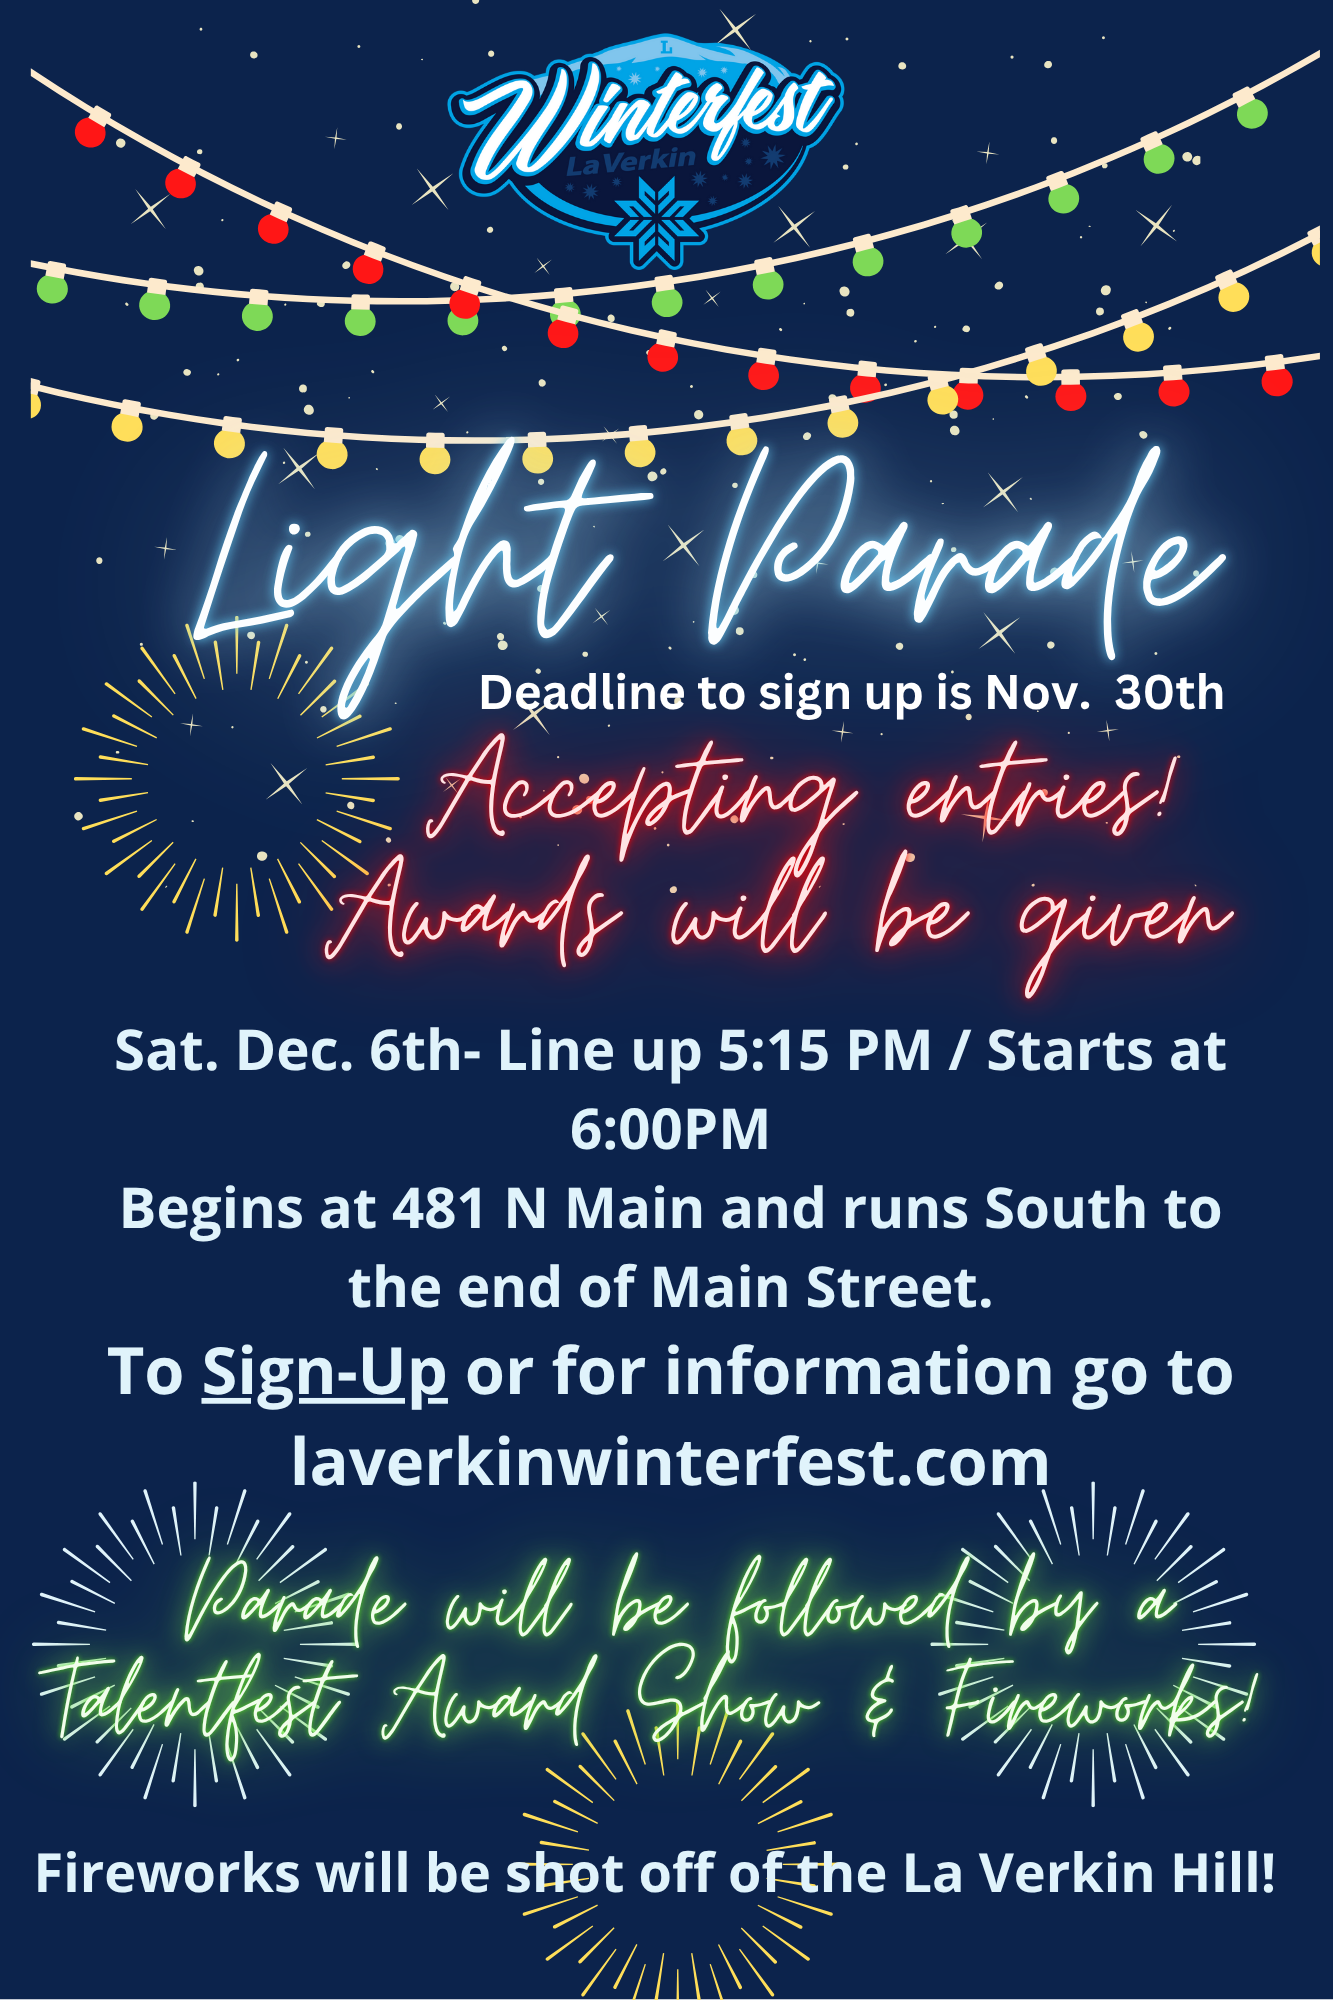 L
Winterfest
LaVerkin
Light Parade
Deadline to sign up is Nov. 30th
Accepting entries!
Awards will be given
Sat. Dec. 6th- Line up 5:15 PM / Starts at
6:00PM
Begins at 481 N Main and runs South to
the end of Main Street.
To Sign-Up or for information go to
laverkinwinterfest.com
Parade will be followed by a
Talentfest Award Show & Fireworks!
Fireworks will be shot off of the La Verkin Hill!